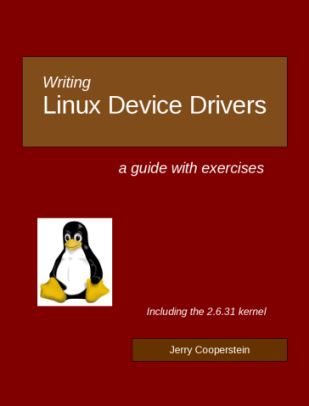 Writing
Linux Device Drivers
a guide with exercises
Including the 2.6.31 kernel
Jerry Cooperstein